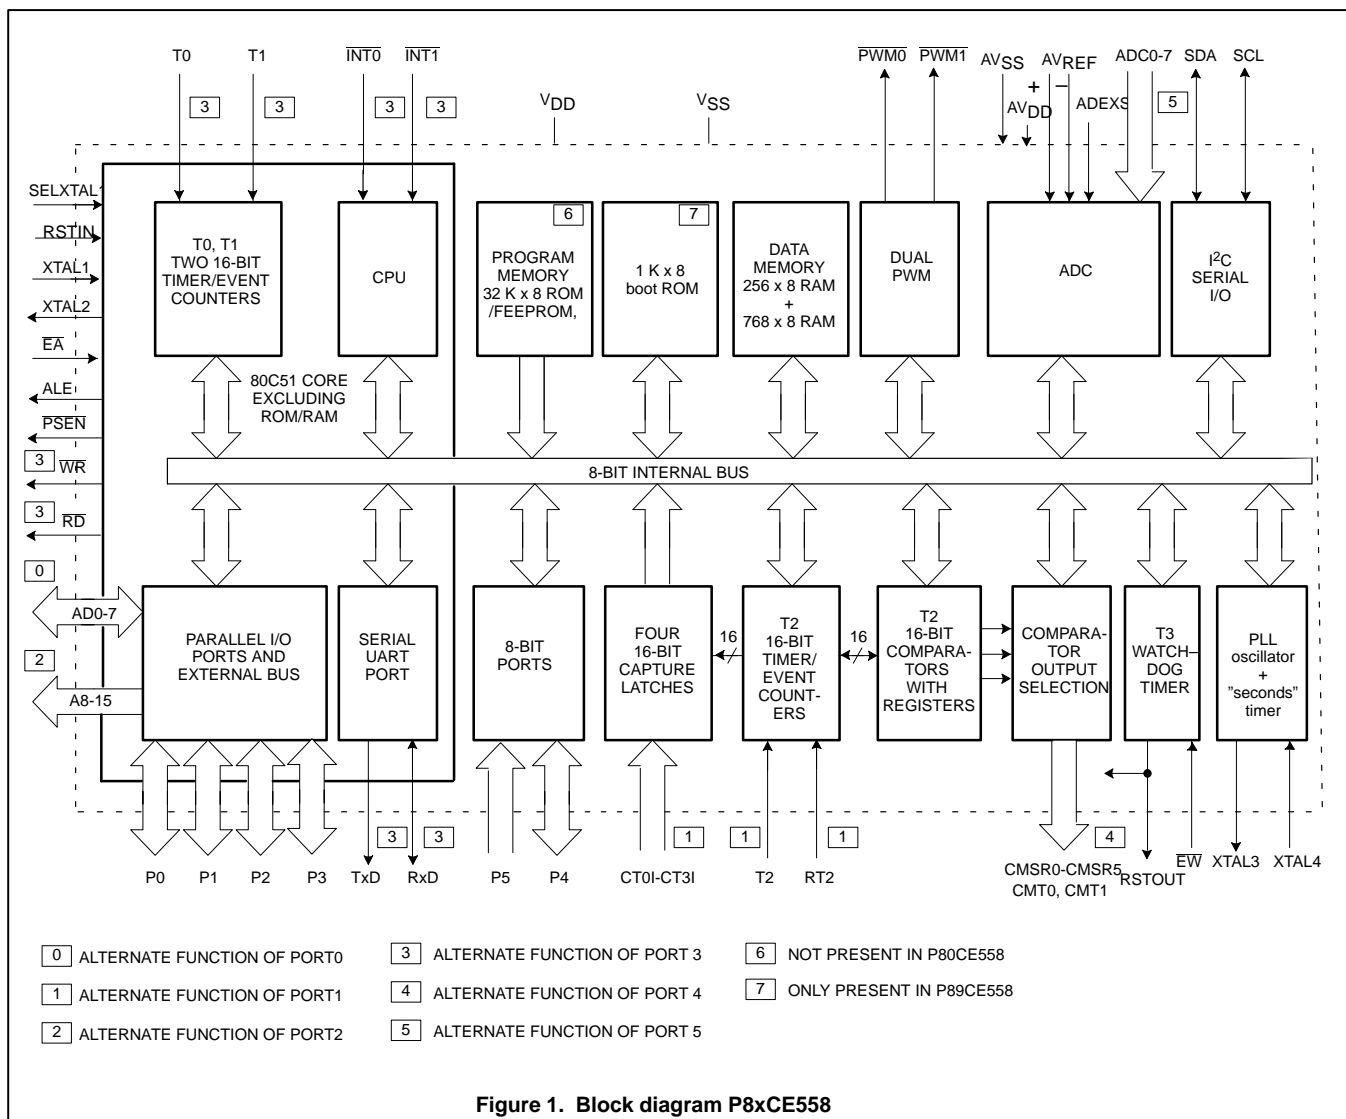 T0 T1 INT0 INT1 PWM0 PWM1 AVSS AVREF ADC0-7 SDA SCL
3 3 3 3 VDD VSS + − AVDD ADEXS 5
SELXTAL1
RSTIN
XTAL1
XTAL2
EA
ALE
PSEN
3 WR
3 RD
0
AD0-7
2
A8-15
T0, T1
TWO 16-BIT
TIMER/EVENT
COUNTERS
CPU
80C51 CORE
EXCLUDING
ROM/RAM
6
PROGRAM
MEMORY
32 K x 8 ROM
/FEEPROM,
7
1 K x 8
boot ROM
DATA
MEMORY
256 x 8 RAM
+
768 x 8 RAM
DUAL
PWM
ADC
I2C
SERIAL
I/O
8-BIT INTERNAL BUS
PARALLEL I/O
PORTS AND
EXTERNAL BUS
SERIAL
UART
PORT
8-BIT
PORTS
FOUR
16-BIT
CAPTURE
LATCHES
16
T2
16-BIT
TIMER/
EVENT
COUNT-
ERS
16
T2
16-BIT
COMPARA-
TORS
WITH
REGISTERS
COMPARA-
TOR
OUTPUT
SELECTION
T3
WATCH–
DOG
TIMER
PLL
oscillator
+
”seconds”
timer
3 3 1 1 1 4
P0 P1 P2 P3 TxD RxD P5 P4 CT0I-CT3I T2 RT2
CMSR0-CMSR5
CMT0, CMT1
RSTOUT EW XTAL3 XTAL4
0 ALTERNATE FUNCTION OF PORT0
1 ALTERNATE FUNCTION OF PORT1
2 ALTERNATE FUNCTION OF PORT2
3 ALTERNATE FUNCTION OF PORT 3
4 ALTERNATE FUNCTION OF PORT 4
5 ALTERNATE FUNCTION OF PORT 5
6 NOT PRESENT IN P80CE558
7 ONLY PRESENT IN P89CE558
Figure 1. Block diagram P8xCE558